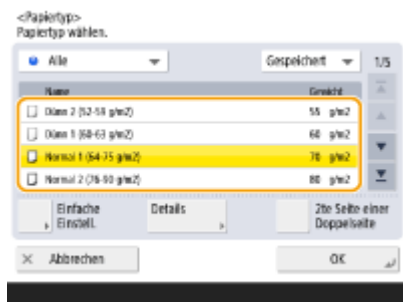 <Papiertyp>
Papiertyp wählen.
Alle
Gespeichert
1/5
Name
Gewicht
Dünn 2 (52-59 g/m2)
55 g/m2
Dünn 1 (60-63 g/m2)
60 g/m2
Normal 1 (64-75 g/m2)
70 g/m2
Normal 2 (76-90 g/m2)
80 g/m2
Einfache
Einstell.
Details
2te Seite einer
Doppelseite
Abbrechen
OK